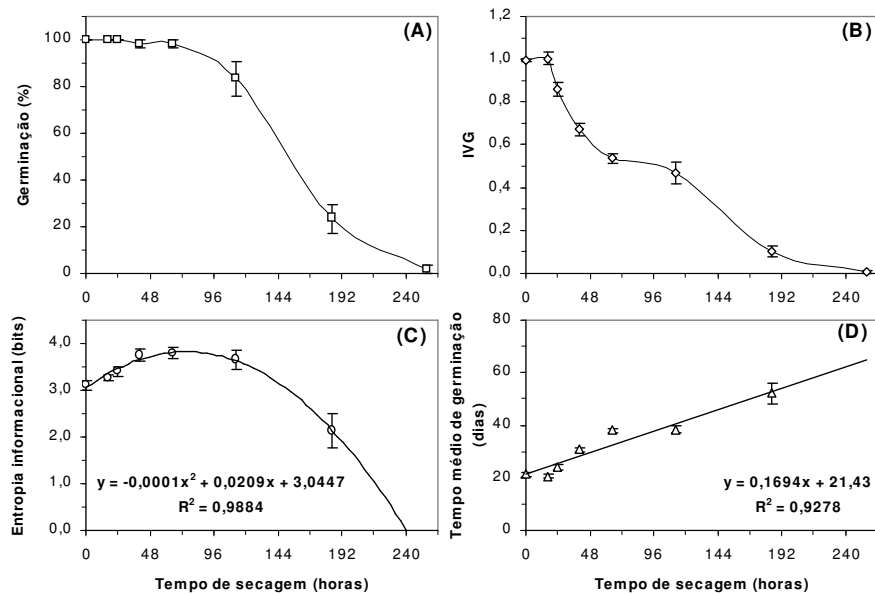 (A)
Germinação (%)
100
80
60
40
20
0
0 48 96 144 192 240
(B)
IVG
1,2
1,0
0,8
0,6
0,4
0,2
0
0 48 96 144 192 240
(C)
Entropia informacional (bits)
4,0
3,0
2,0
1,0
0,0
y = -0,0001x² + 0,0209x + 3,0447
R² = 0,9884
0 48 96 144 192 240
Tempo de secagem (horas)
(D)
Tempo médio de germinação
(dias)
80
60
40
20
0
y = 0,1694x + 21,43
R² = 0,9278
0 48 96 144 192 240
Tempo de secagem (horas)